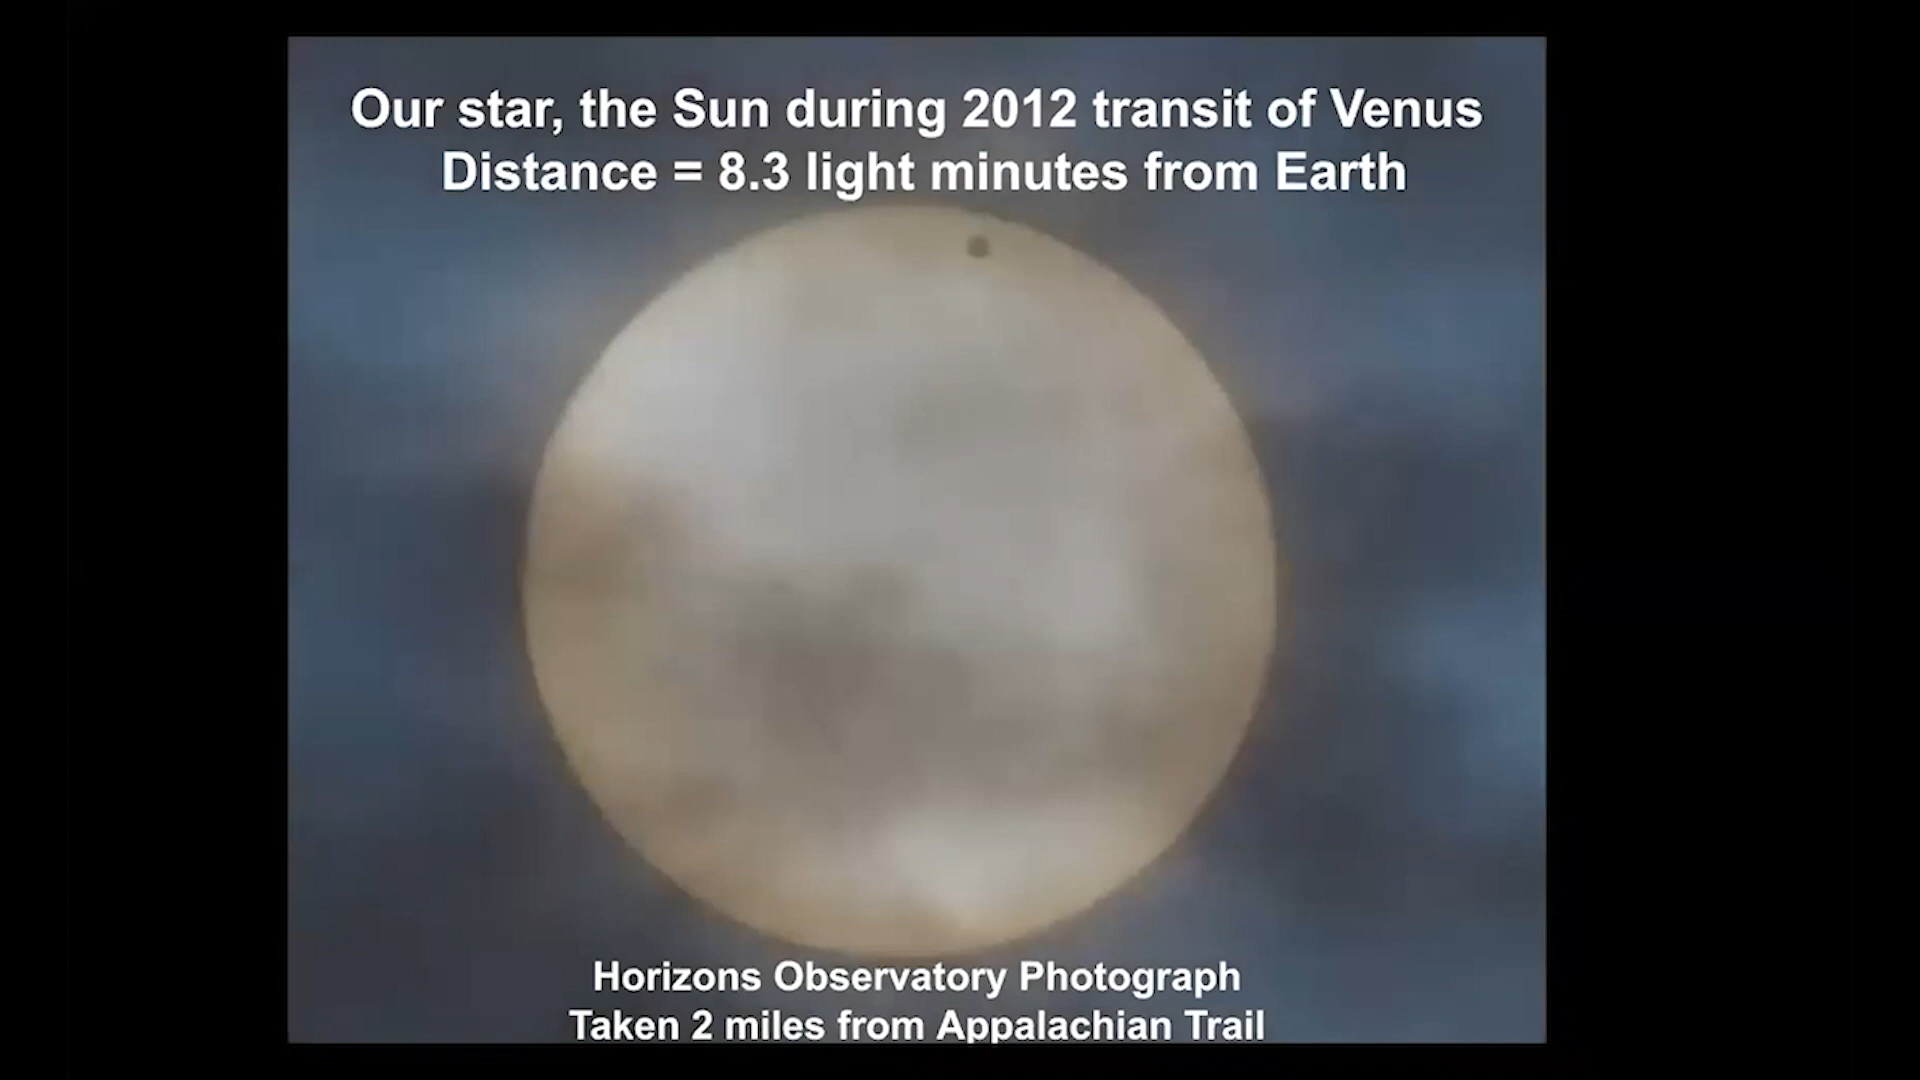 Our star, the Sun during 2012 transit of Venus
Distance = 8.3 light minutes from Earth
Horizons Observatory Photograph
Taken 2 miles from Appalachian Trail